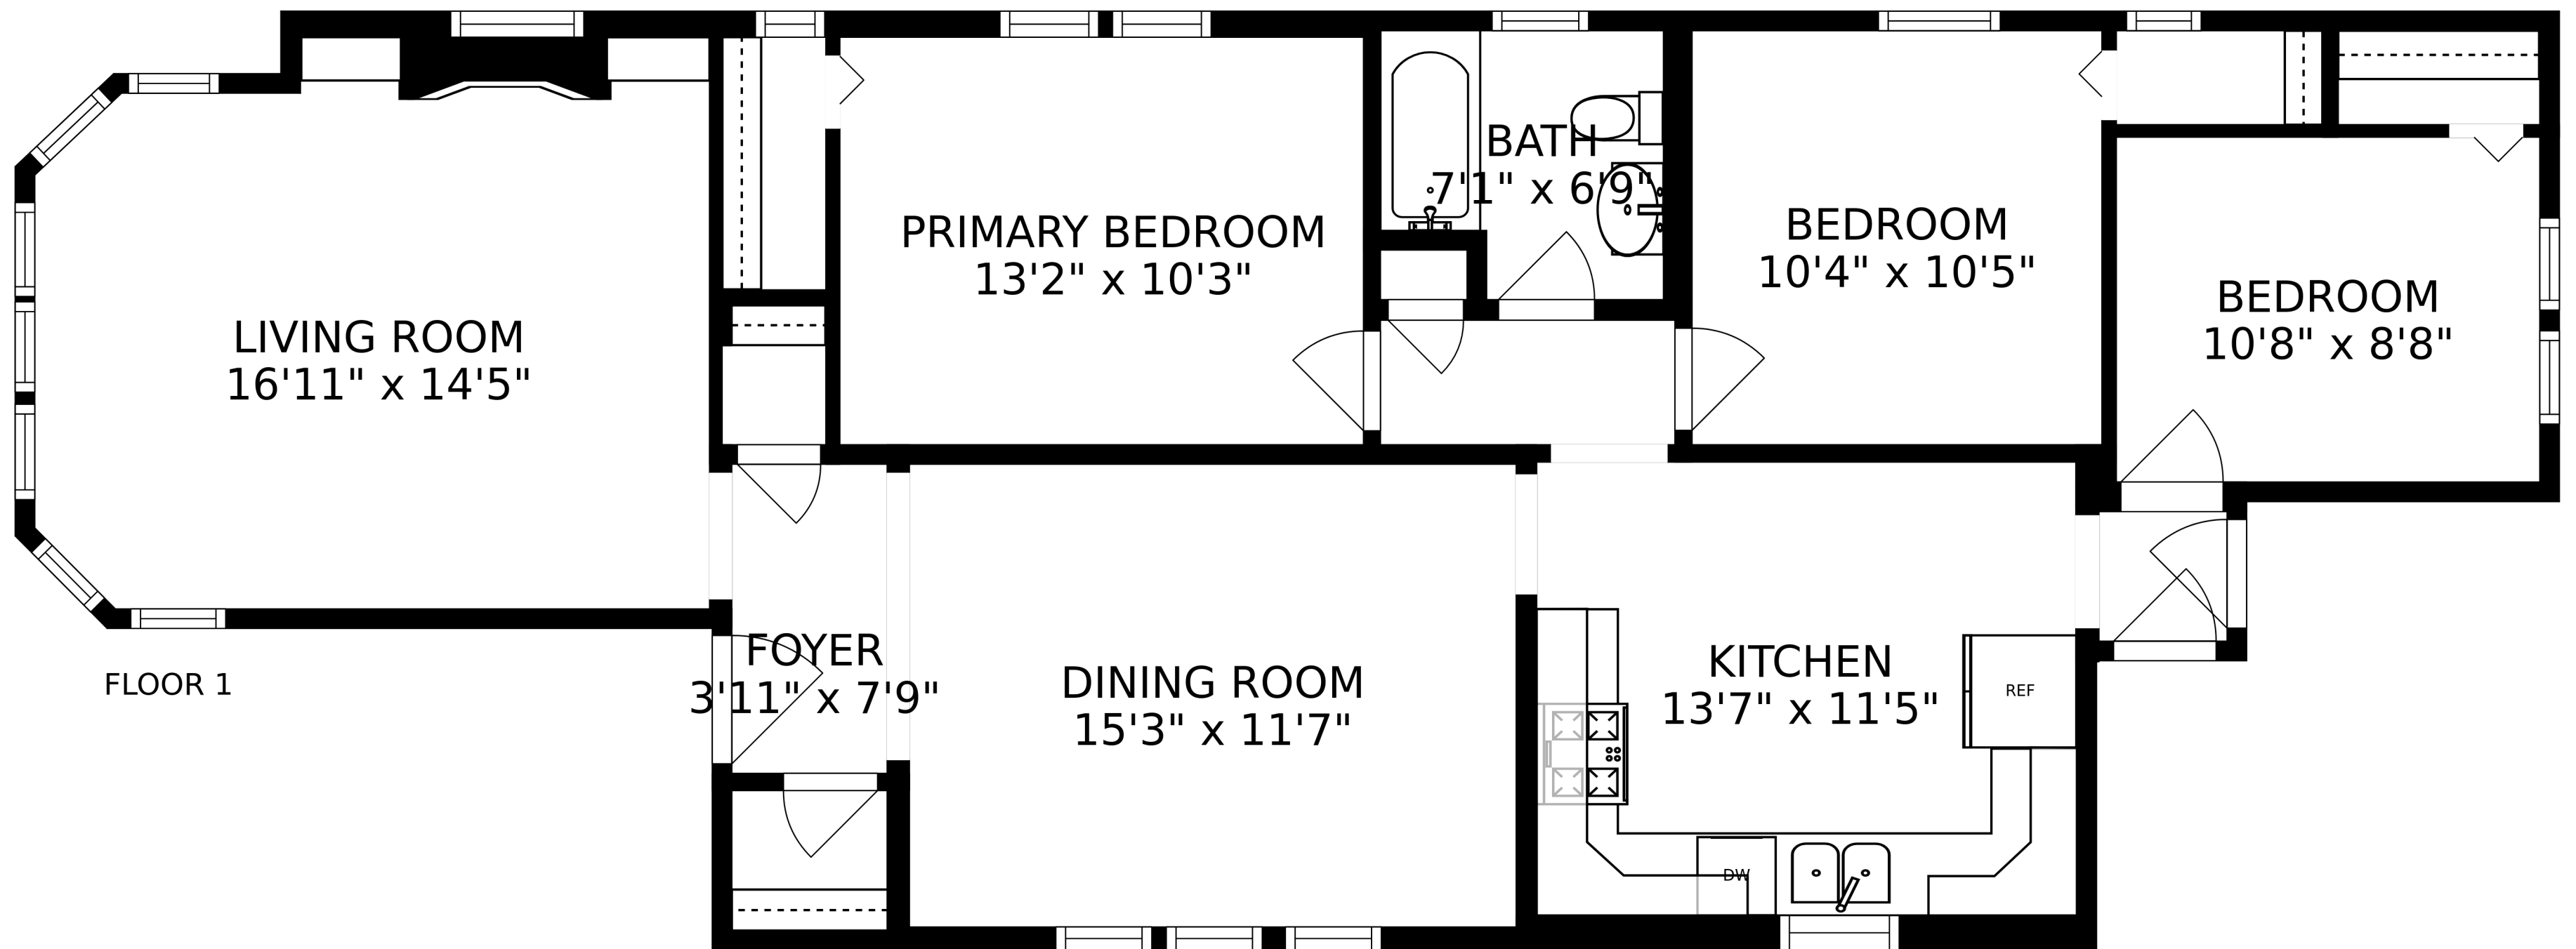 LIVING ROOM
16'11" x 14'5"
PRIMARY BEDROOM
13'2" x 10'3"
BATH
7'1" x 6'9"
BEDROOM
10'4" x 10'5"
BEDROOM
10'8" x 8'8"
FOYER
3'11" x 7'9"
DINING ROOM
15'3" x 11'7"
KITCHEN
13'7" x 11'5"
REF
DW
FLOOR 1